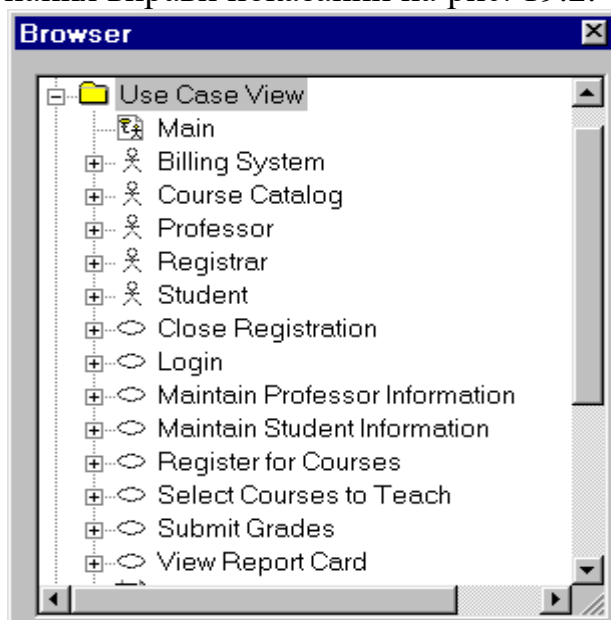 Browser
Use Case View
Main
Billing System
Course Catalog
Professor
Registrar
Student
Close Registration
Login
Maintain Professor Information
Maintain Student Information
Register for Courses
Select Courses to Teach
Submit Grades
View Report Card